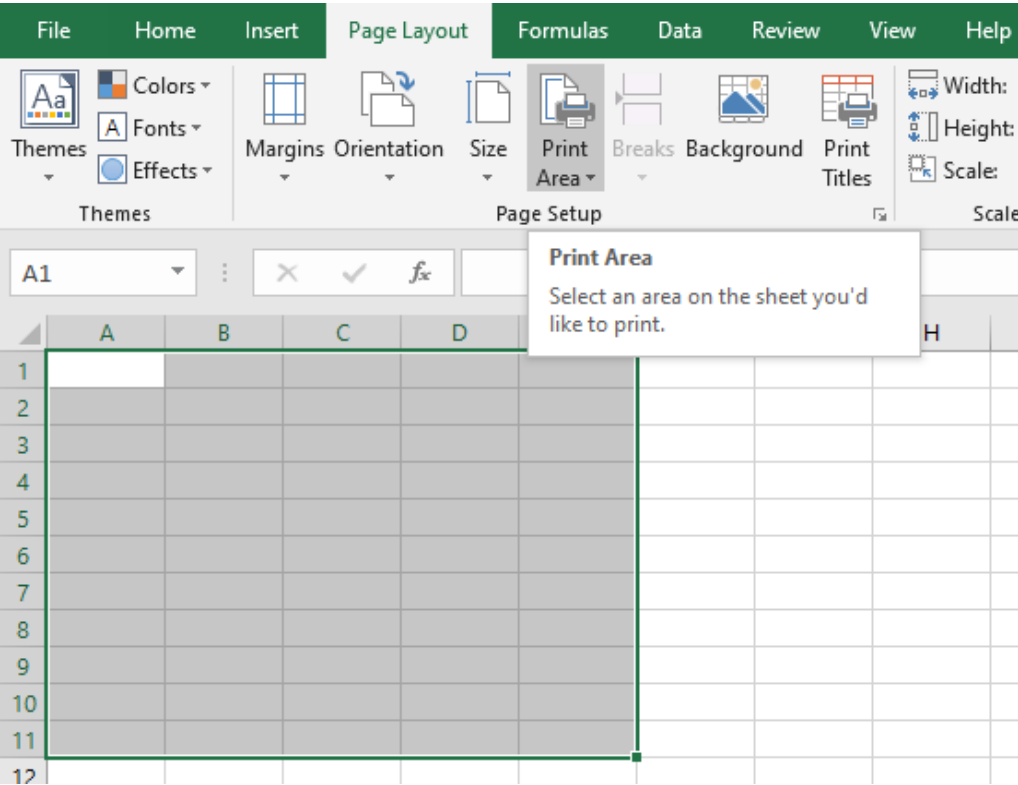 File Home Insert Page Layout Formulas Data Review View Help
Aa Colors Width:
A Fonts Height:
Themes Margins Orientation Size Print Breaks Background Print
Effects Area Titles Scale:
Themes Page Setup Scale
A1 fx
Print Area
Select an area on the sheet you'd
like to print.
A B C D H
1
2
3
4
5
6
7
8
9
10
11
12